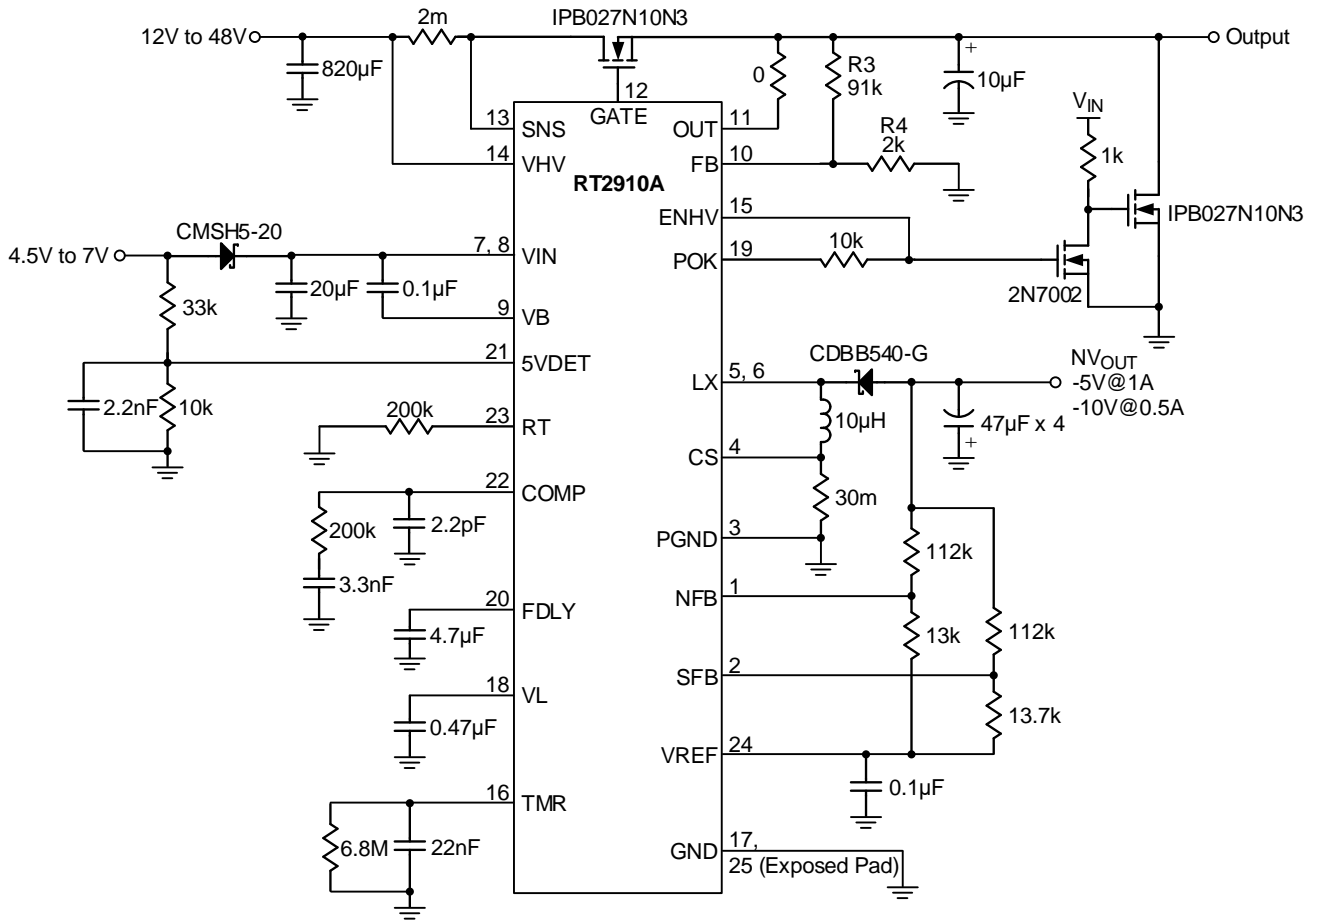 2m
IPB027N10N3
12V to 48V
Output
820µF
0
R3
91k
10µF
12
GATE
13
SNS
OUT
11
14
VHV
FB
10
R4
2k
VIN
1k
RT2910A
IPB027N10N3
ENHV
15
CMSH5-20
4.5V to 7V
7, 8
VIN
POK
19
10k
2N7002
20µF
0.1µF
33k
9
VB
21
5VDET
2.2nF
10k
CDBB540-G
LX
5, 6
NVOUT
-5V@1A
-10V@0.5A
10µH
47µF x 4
+
+
200k
23
RT
CS
4
30m
22
COMP
200k
2.2pF
3.3nF
PGND
3
112k
NFB
1
20
FDLY
4.7µF
13k
112k
SFB
2
18
VL
0.47µF
13.7k
VREF
24
0.1µF
16
TMR
6.8M
22nF
GND
17,
25 (Exposed Pad)